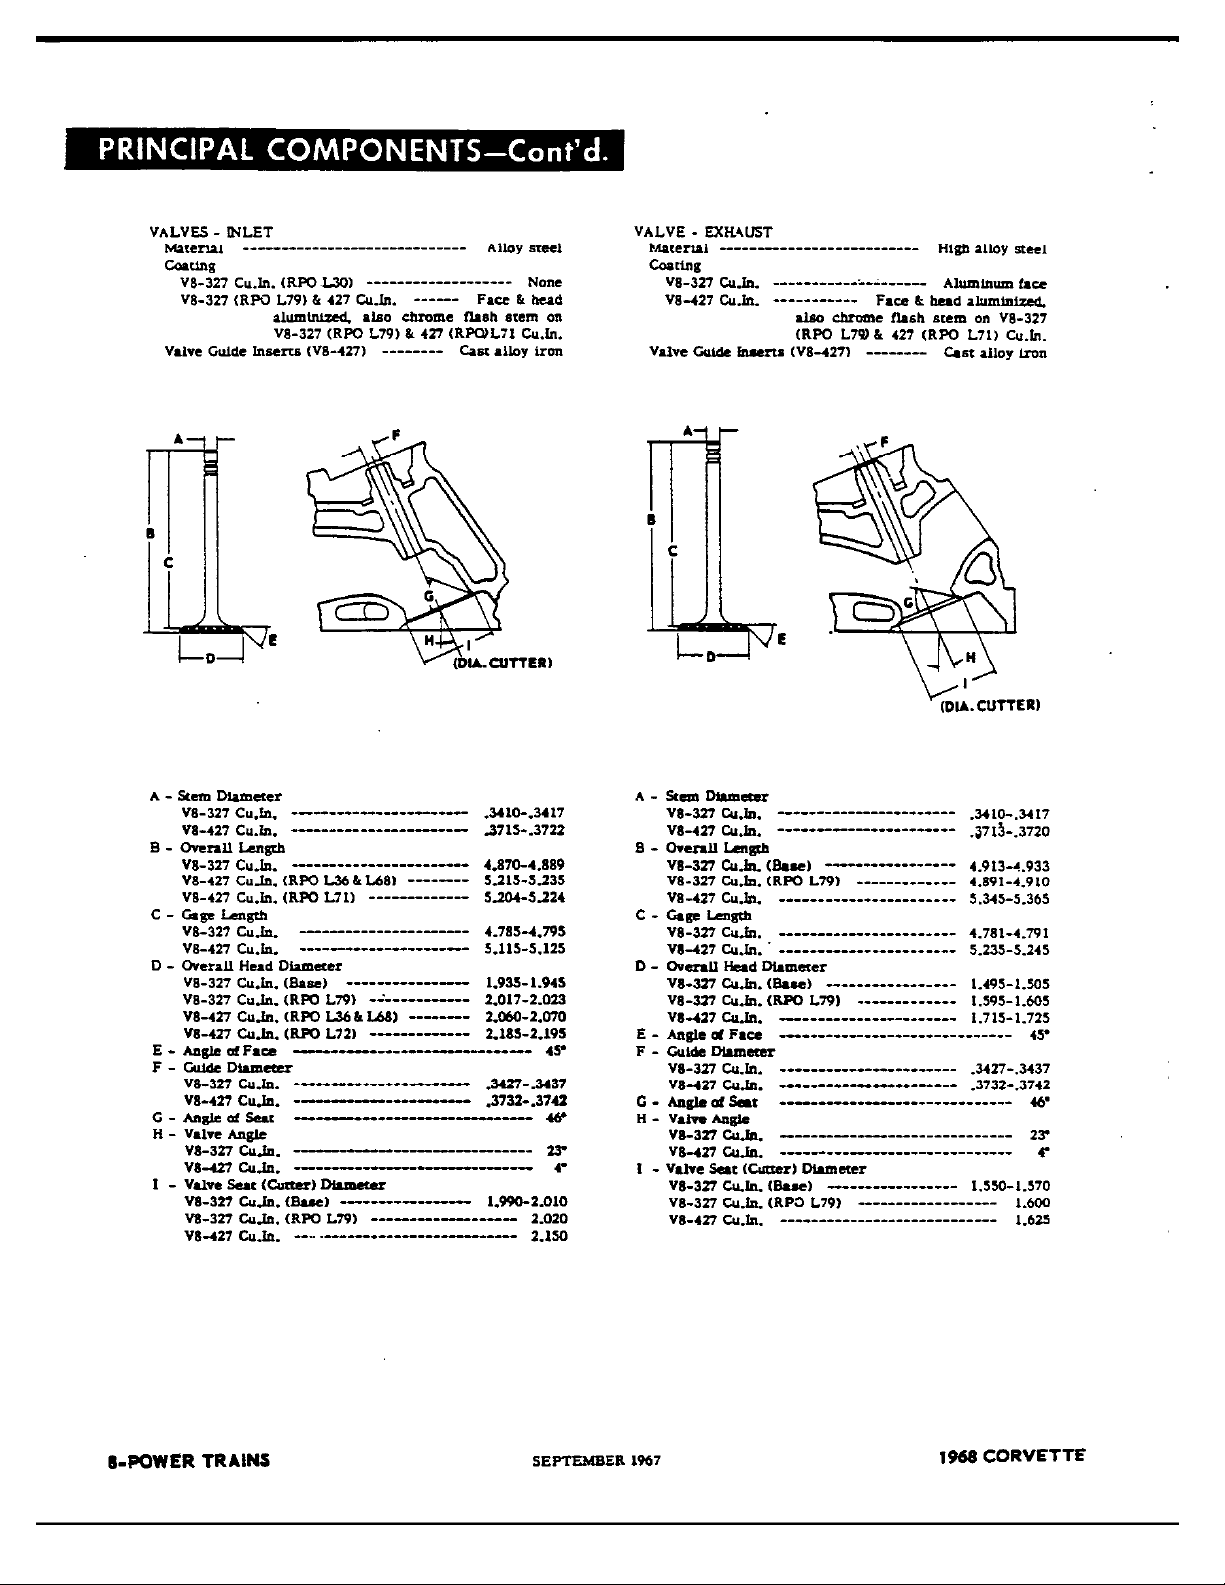 PRINCIPAL COMPONENTS—Cont'd.
VALVES - INLET
Material ----------------------------- Alloy steel
Coating
V8-327 Cu.In. (RPO L30) ------------------- None
V8-327 (RPO L79) & 427 Cu.In. ------ Face & head
aluminized, also chrome flash stem on
V8-327 (RPO L79) & 427 (RPO)L71 Cu.In.
Valve Guide Inserts (V8-427) -------- Cast alloy iron
A
F
B
C
G
E
H
I
D
(DIA. CUTTER)
A - Stem Diameter
V8-327 Cu.In. ----------------------- .3410-.3417
V8-427 Cu.In. ----------------------- .3715-.3722
B - Overall Length
V8-327 Cu.In. ----------------------- 4.870-4.889
V8-427 Cu.In. (RPO L36 & L68) -------- 5.215-5.235
V8-427 Cu.In. (RPO L71) ------------- 5.204-5.224
C - Gage Length
V8-327 Cu.In. ---------------------- 4.785-4.795
V8-427 Cu.In. ---------------------- 5.115-5.125
D - Overall Head Diameter
V8-327 Cu.In. (Base) ---------------- 1.935-1.945
V8-327 Cu.In. (RPO L79) ------------- 2.017-2.023
V8-427 Cu.In. (RPO L36 & L68) -------- 2.060-2.070
V8-427 Cu.In. (RPO L72) ------------- 2.185-2.195
E - Angle of Face ------------------------------- 45°
F - Guide Diameter
V8-327 Cu.In. ----------------------- .3427-.3437
V8-427 Cu.In. ----------------------- .3732-.3742
G - Angle of Seat ------------------------------- 46°
H - Valve Angle
V8-327 Cu.In. ------------------------------- 23°
V8-427 Cu.In. ------------------------------- 4°
I - Valve Seat (Cutter) Diameter
V8-327 Cu.In. (Base) ----------------- 1.990-2.010
V8-327 Cu.In. (RPO L79) ------------------- 2.020
V8-427 Cu.In. ----------------------------- 2.150
VALVE - EXHAUST
Material -------------------------- High alloy steel
Coating
V8-327 Cu.In. -------------------- Aluminum face
V8-427 Cu.In. ----------- Face & head aluminized,
also chrome flash stem on V8-327
(RPO L79) & 427 (RPO L71) Cu.In.
Valve Guide Inserts (V8-427) -------- Cast alloy iron
A
F
B
C
G
E
D
H
I
(DIA. CUTTER)
A - Stem Diameter
V8-327 Cu.In. ----------------------- .3410-.3417
V8-427 Cu.In. ----------------------- .3713-.3720
B - Overall Length
V8-327 Cu.In. (Base) ----------------- 4.913-4.933
V8-327 Cu.In. (RPO L79) ------------- 4.891-4.910
V8-427 Cu.In. ----------------------- 5.345-5.365
C - Gage Length
V8-327 Cu.In. ----------------------- 4.781-4.791
V8-427 Cu.In. ----------------------- 5.235-5.245
D - Overall Head Diameter
V8-327 Cu.In. (Base) ----------------- 1.495-1.505
V8-327 Cu.In. (RPO L79) ------------- 1.595-1.605
V8-427 Cu.In. ----------------------- 1.715-1.725
E - Angle of Face ------------------------------ 45°
F - Guide Diameter
V8-327 Cu.In. ----------------------- .3427-.3437
V8-427 Cu.In. ----------------------- .3732-.3742
G - Angle of Seat ------------------------------ 46°
H - Valve Angle
V8-327 Cu.In. ------------------------------ 23°
V8-427 Cu.In. ------------------------------ 4°
I - Valve Seat (Cutter) Diameter
V8-327 Cu.In. (Base) ----------------- 1.550-1.570
V8-327 Cu.In. (RPO L79) ------------------ 1.600
V8-427 Cu.In. ---------------------------- 1.625
8-POWER TRAINS
SEPTEMBER 1967
1968 CORVETTE